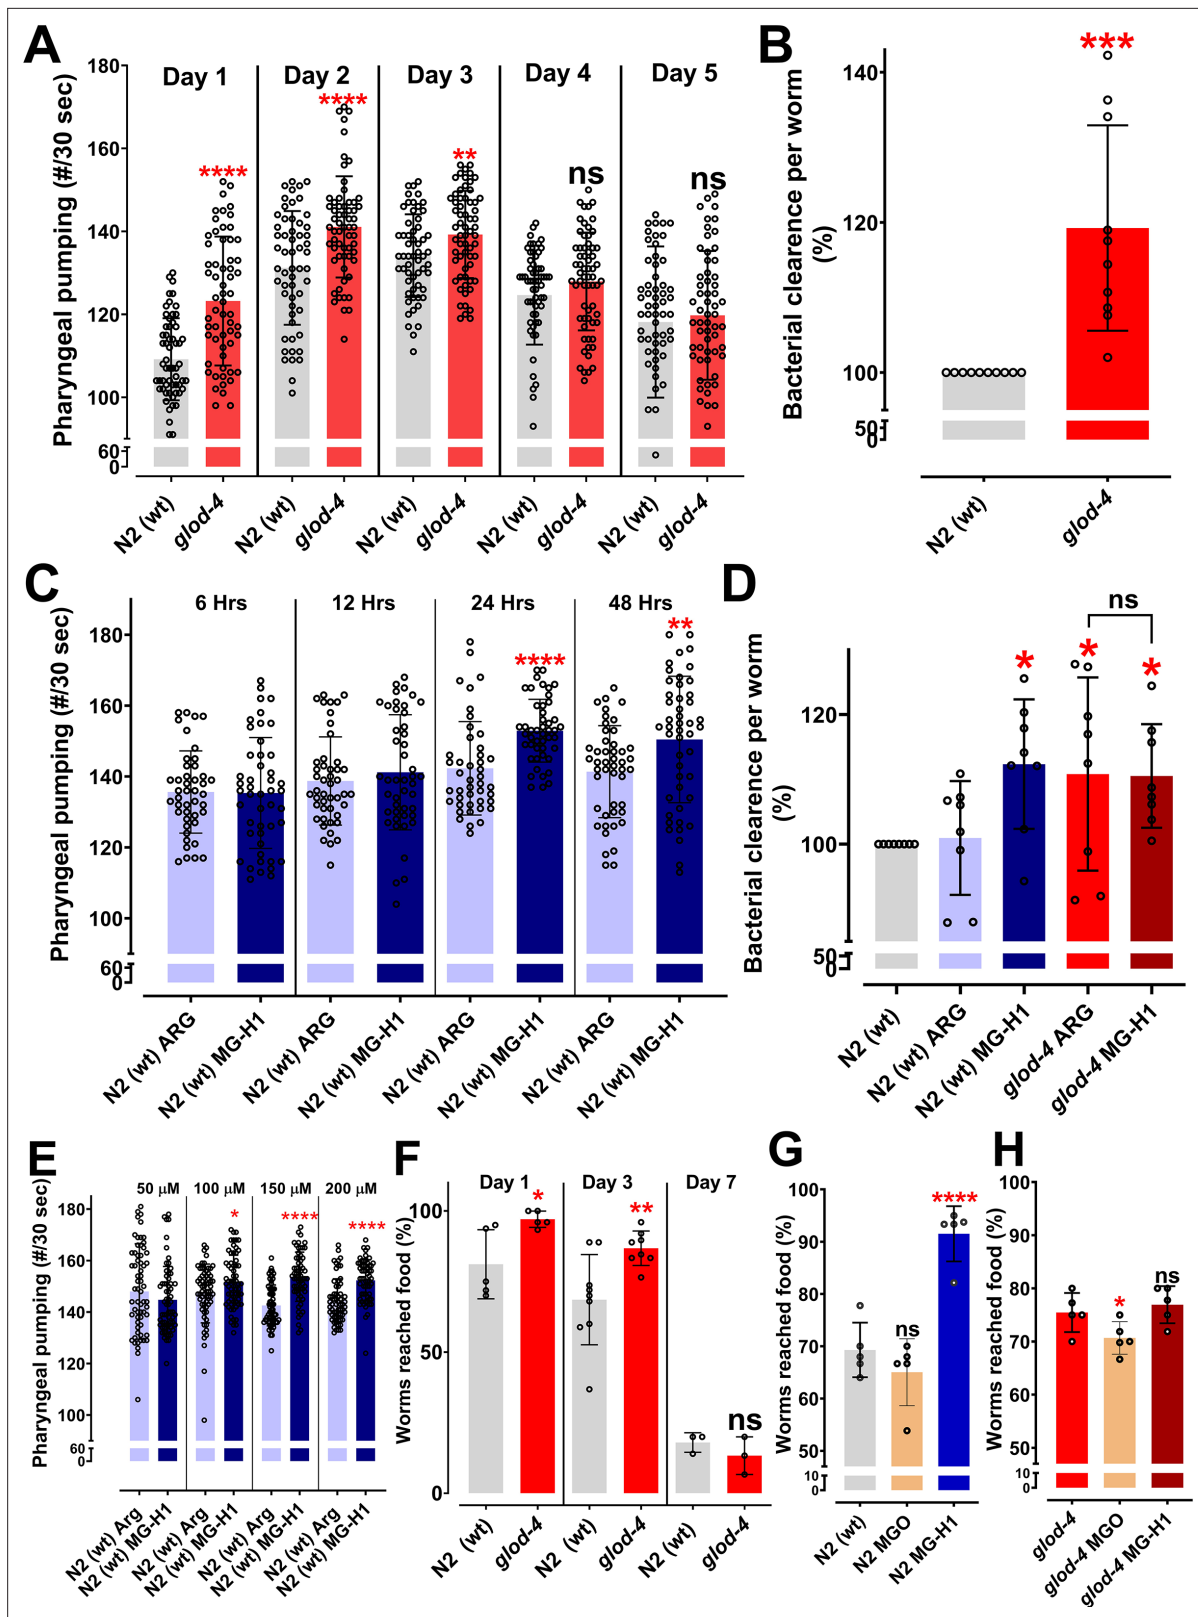 A
Pharyngeal pumping (#/30 sec)
180
160
140
120
100
60
0
Day 1
Day 2
Day 3
Day 4
Day 5
****
****
**
ns
ns
N2 (wt)
glod-4
N2 (wt)
glod-4
N2 (wt)
glod-4
N2 (wt)
glod-4
N2 (wt)
glod-4
B
Bacterial clearence per worm
(%)
140
120
100
50
0
***
N2 (wt)
glod-4
C
Pharyngeal pumping (#/30 sec)
180
160
140
120
100
60
0
6 Hrs
12 Hrs
24 Hrs
48 Hrs
****
**
N2 (wt) ARG
N2 (wt) MG-H1
N2 (wt) ARG
N2 (wt) MG-H1
N2 (wt) ARG
N2 (wt) MG-H1
N2 (wt) ARG
N2 (wt) MG-H1
D
Bacterial clearence per worm
(%)
120
100
50
0
ns
*
*
*
N2 (wt)
N2 (wt) ARG
N2 (wt) MG-H1
glod-4 ARG
glod-4 MG-H1
E
Pharyngeal pumping (#/30 sec)
180
160
140
120
100
60
0
50 µM
100 µM
150 µM
200 µM
*
****
****
N2 (wt) Arg
N2 (wt) MG-H1
N2 (wt) Arg
N2 (wt) MG-H1
N2 (wt) Arg
N2 (wt) MG-H1
N2 (wt) Arg
N2 (wt) MG-H1
F
Worms reached food (%)
100
50
0
Day 1
Day 3
Day 7
*
**
ns
N2 (wt)
glod-4
N2 (wt)
glod-4
N2 (wt)
glod-4
G
Worms reached food (%)
100
90
80
70
60
50
10
0
ns
****
N2 (wt)
N2 MGO
N2 MG-H1
H
Worms reached food (%)
100
90
80
70
60
50
10
0
*
ns
glod-4
glod-4 MGO
glod-4 MG-H1